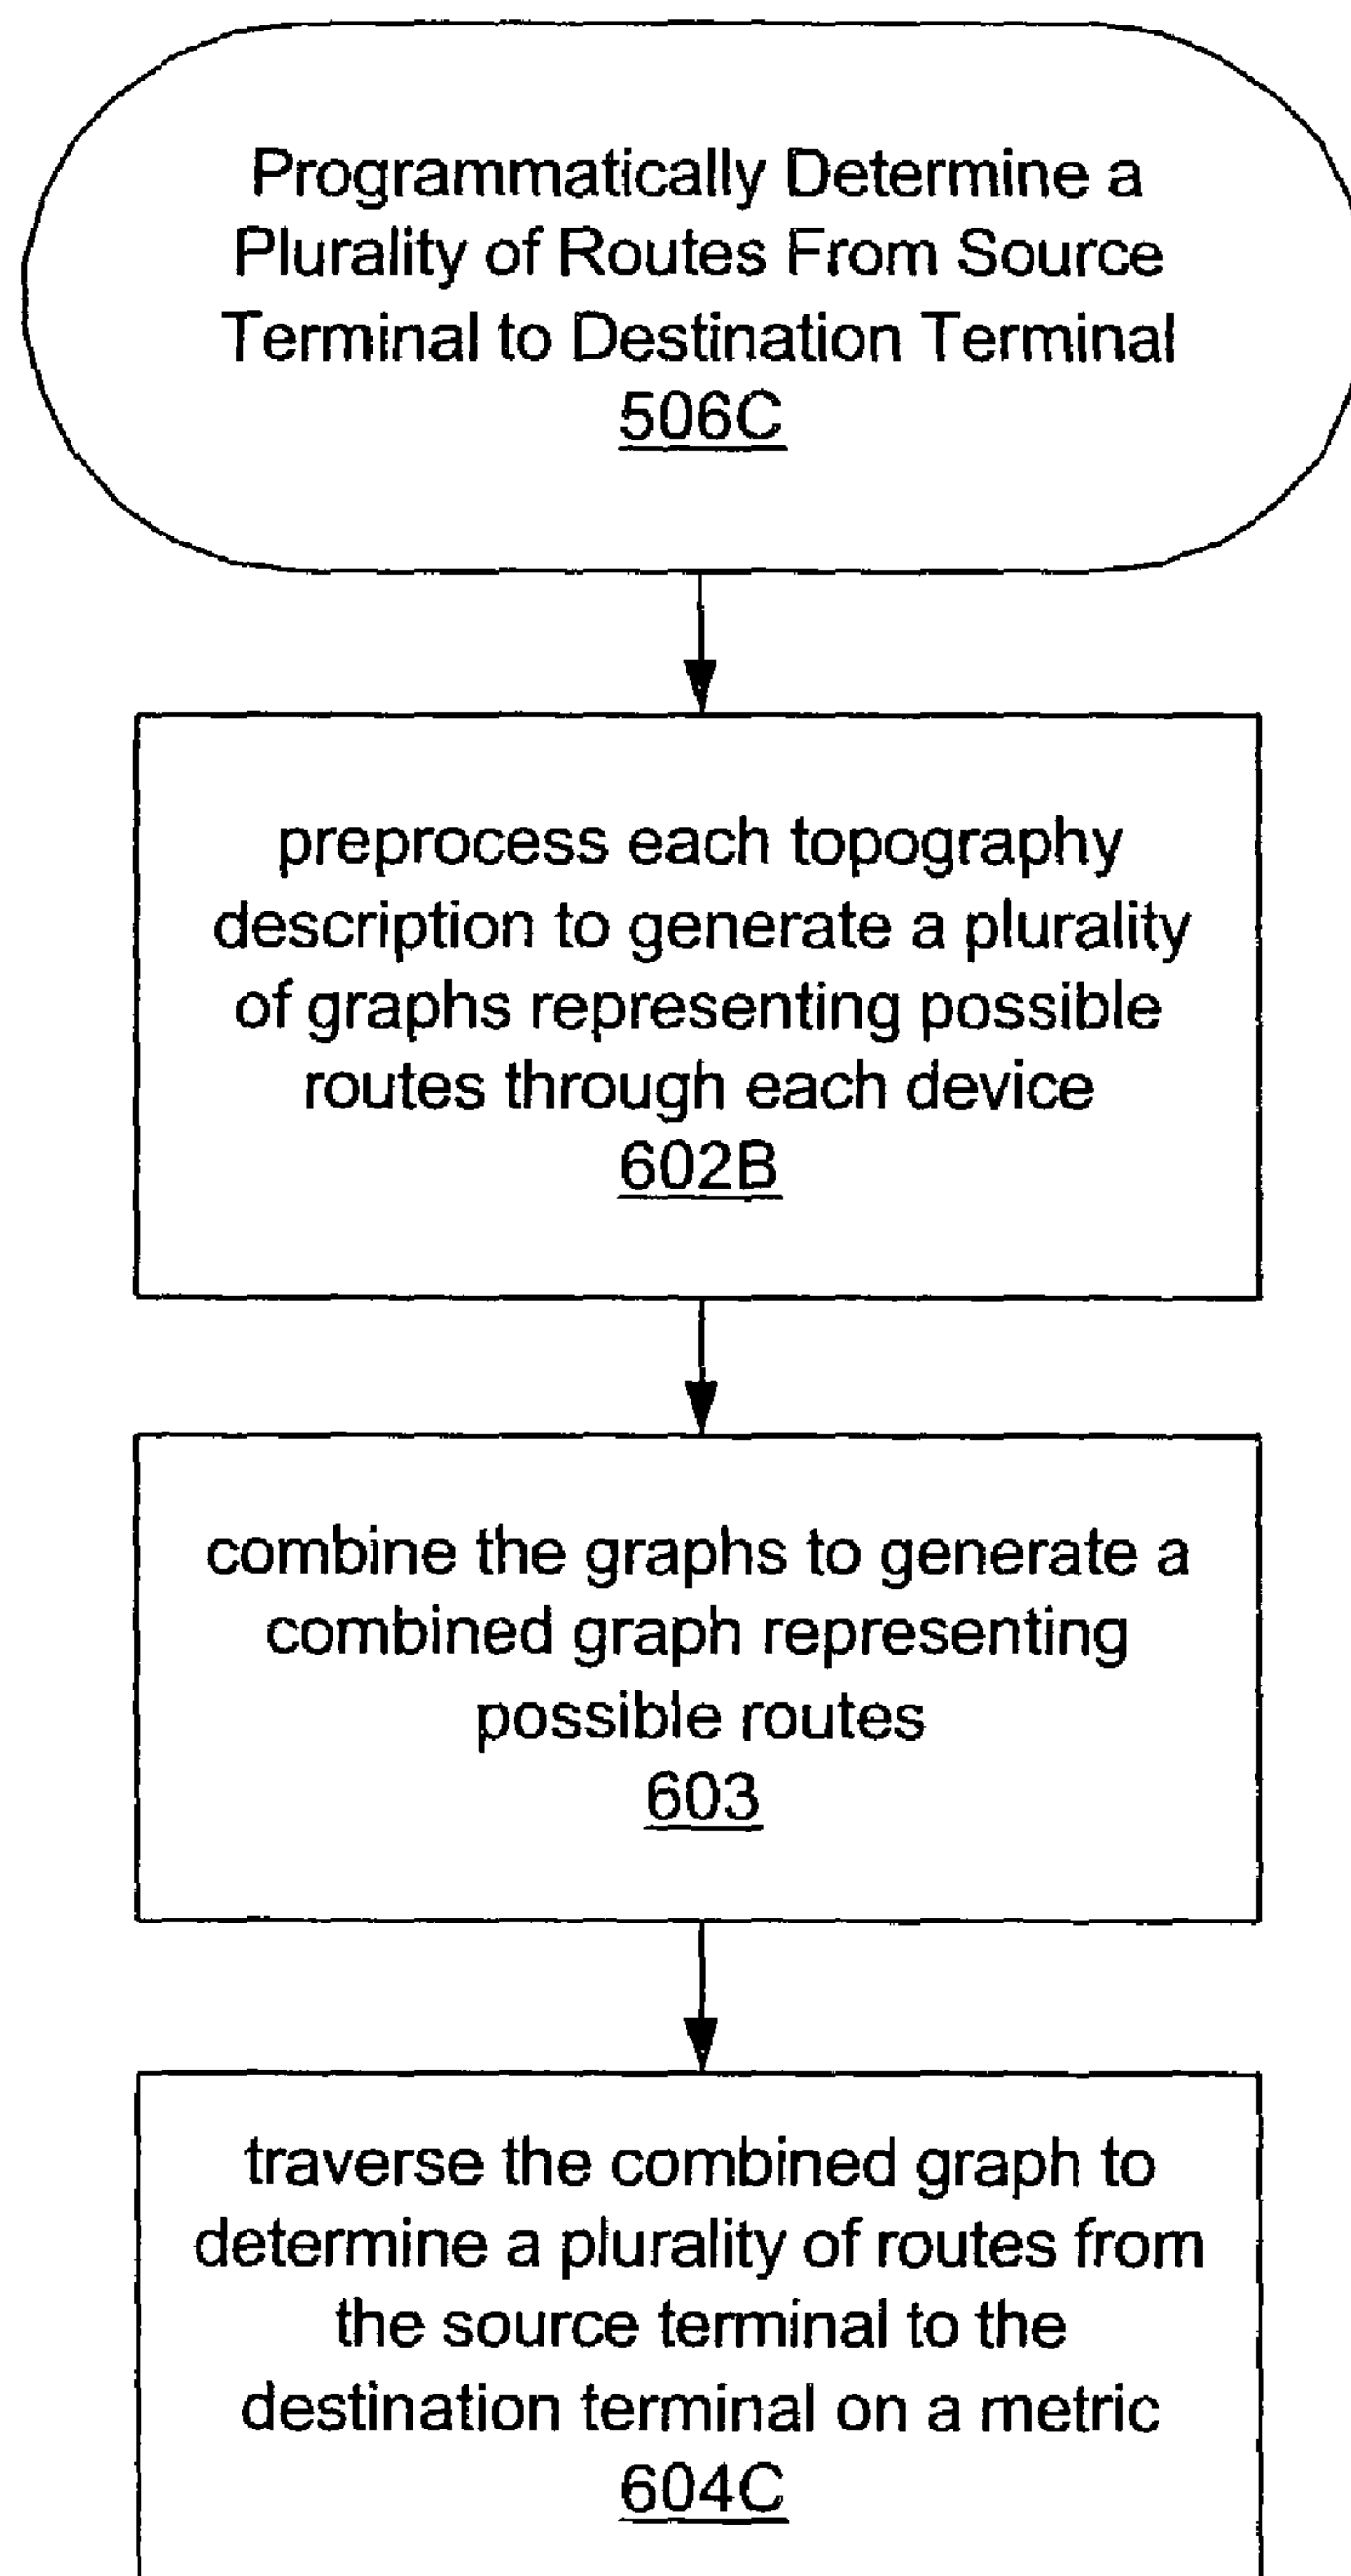 Programmatically Determine a
Plurality of Routes From Source
Terminal to Destination Terminal
506C
preprocess each topography
description to generate a plurality
of graphs representing possible
routes through each device
602B
combine the graphs to generate a
combined graph representing
possible routes
603
traverse the combined graph to
determine a plurality of routes from
the source terminal to the
destination terminal on a metric
604C